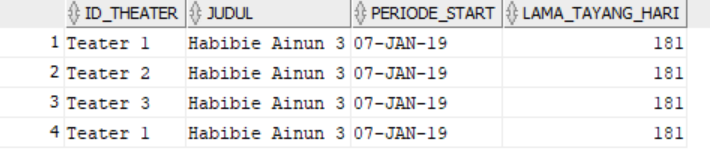 ID_THEATER JUDUL PERIODE_START LAMA_TAYANG_HARI
1 Teater 1 Habibie Ainun 3 07-JAN-19 181
2 Teater 2 Habibie Ainun 3 07-JAN-19 181
3 Teater 3 Habibie Ainun 3 07-JAN-19 181
4 Teater 1 Habibie Ainun 3 07-JAN-19 181